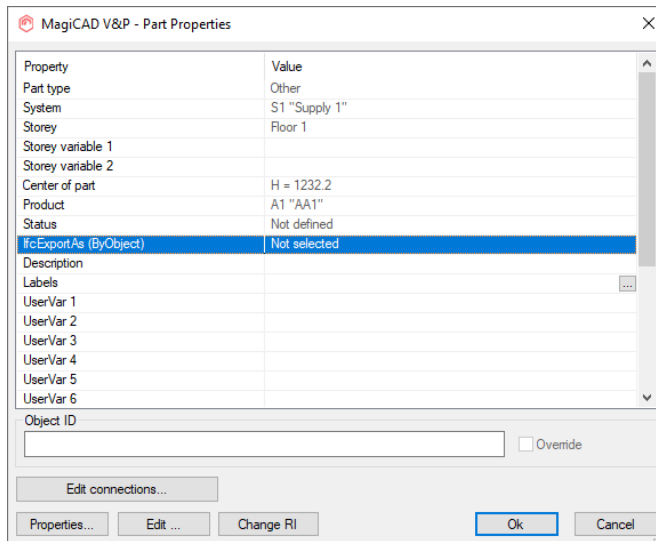 MagiCAD V&P - Part Properties
Property Value
Part type Other
System S1 "Supply 1"
Storey Floor 1
Storey variable 1
Storey variable 2
Center of part H = 1232.2
Product A1 "AA1"
Status Not defined
IfcExportAs (ByObject) Not selected
Description
Labels ...
UserVar 1
UserVar 2
UserVar 3
UserVar 4
UserVar 5
UserVar 6
Object ID
Override
Edit connections...
Properties... Edit ... Change RI Ok Cancel